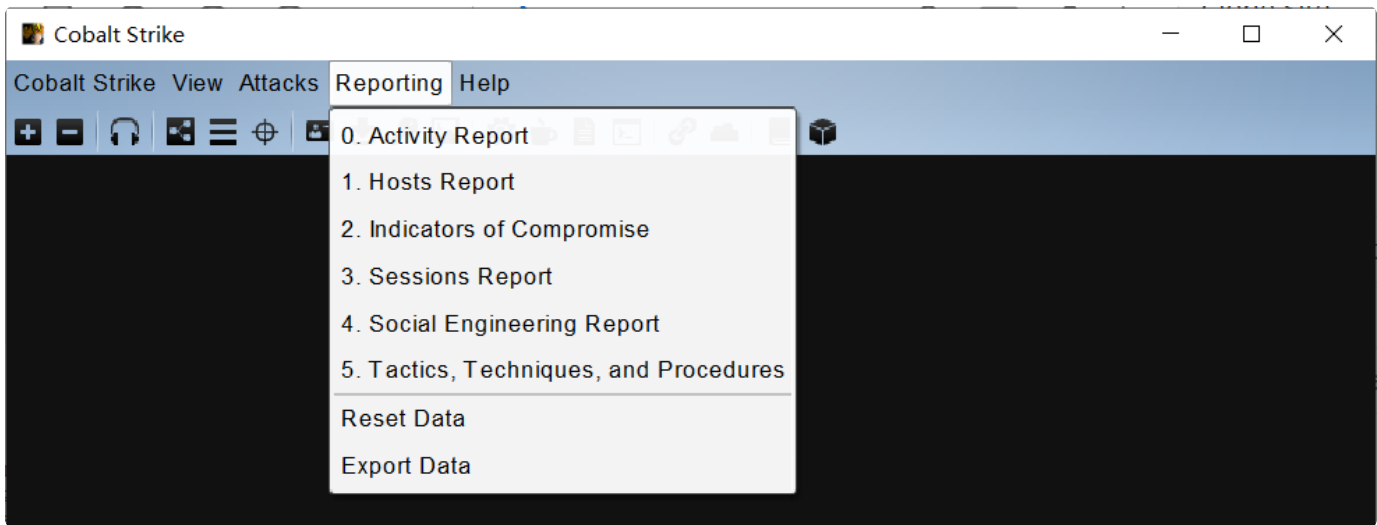 Cobalt Strike
Cobalt Strike View Attacks Reporting Help
0. Activity Report
1. Hosts Report
2. Indicators of Compromise
3. Sessions Report
4. Social Engineering Report
5. Tactics, Techniques, and Procedures
Reset Data
Export Data